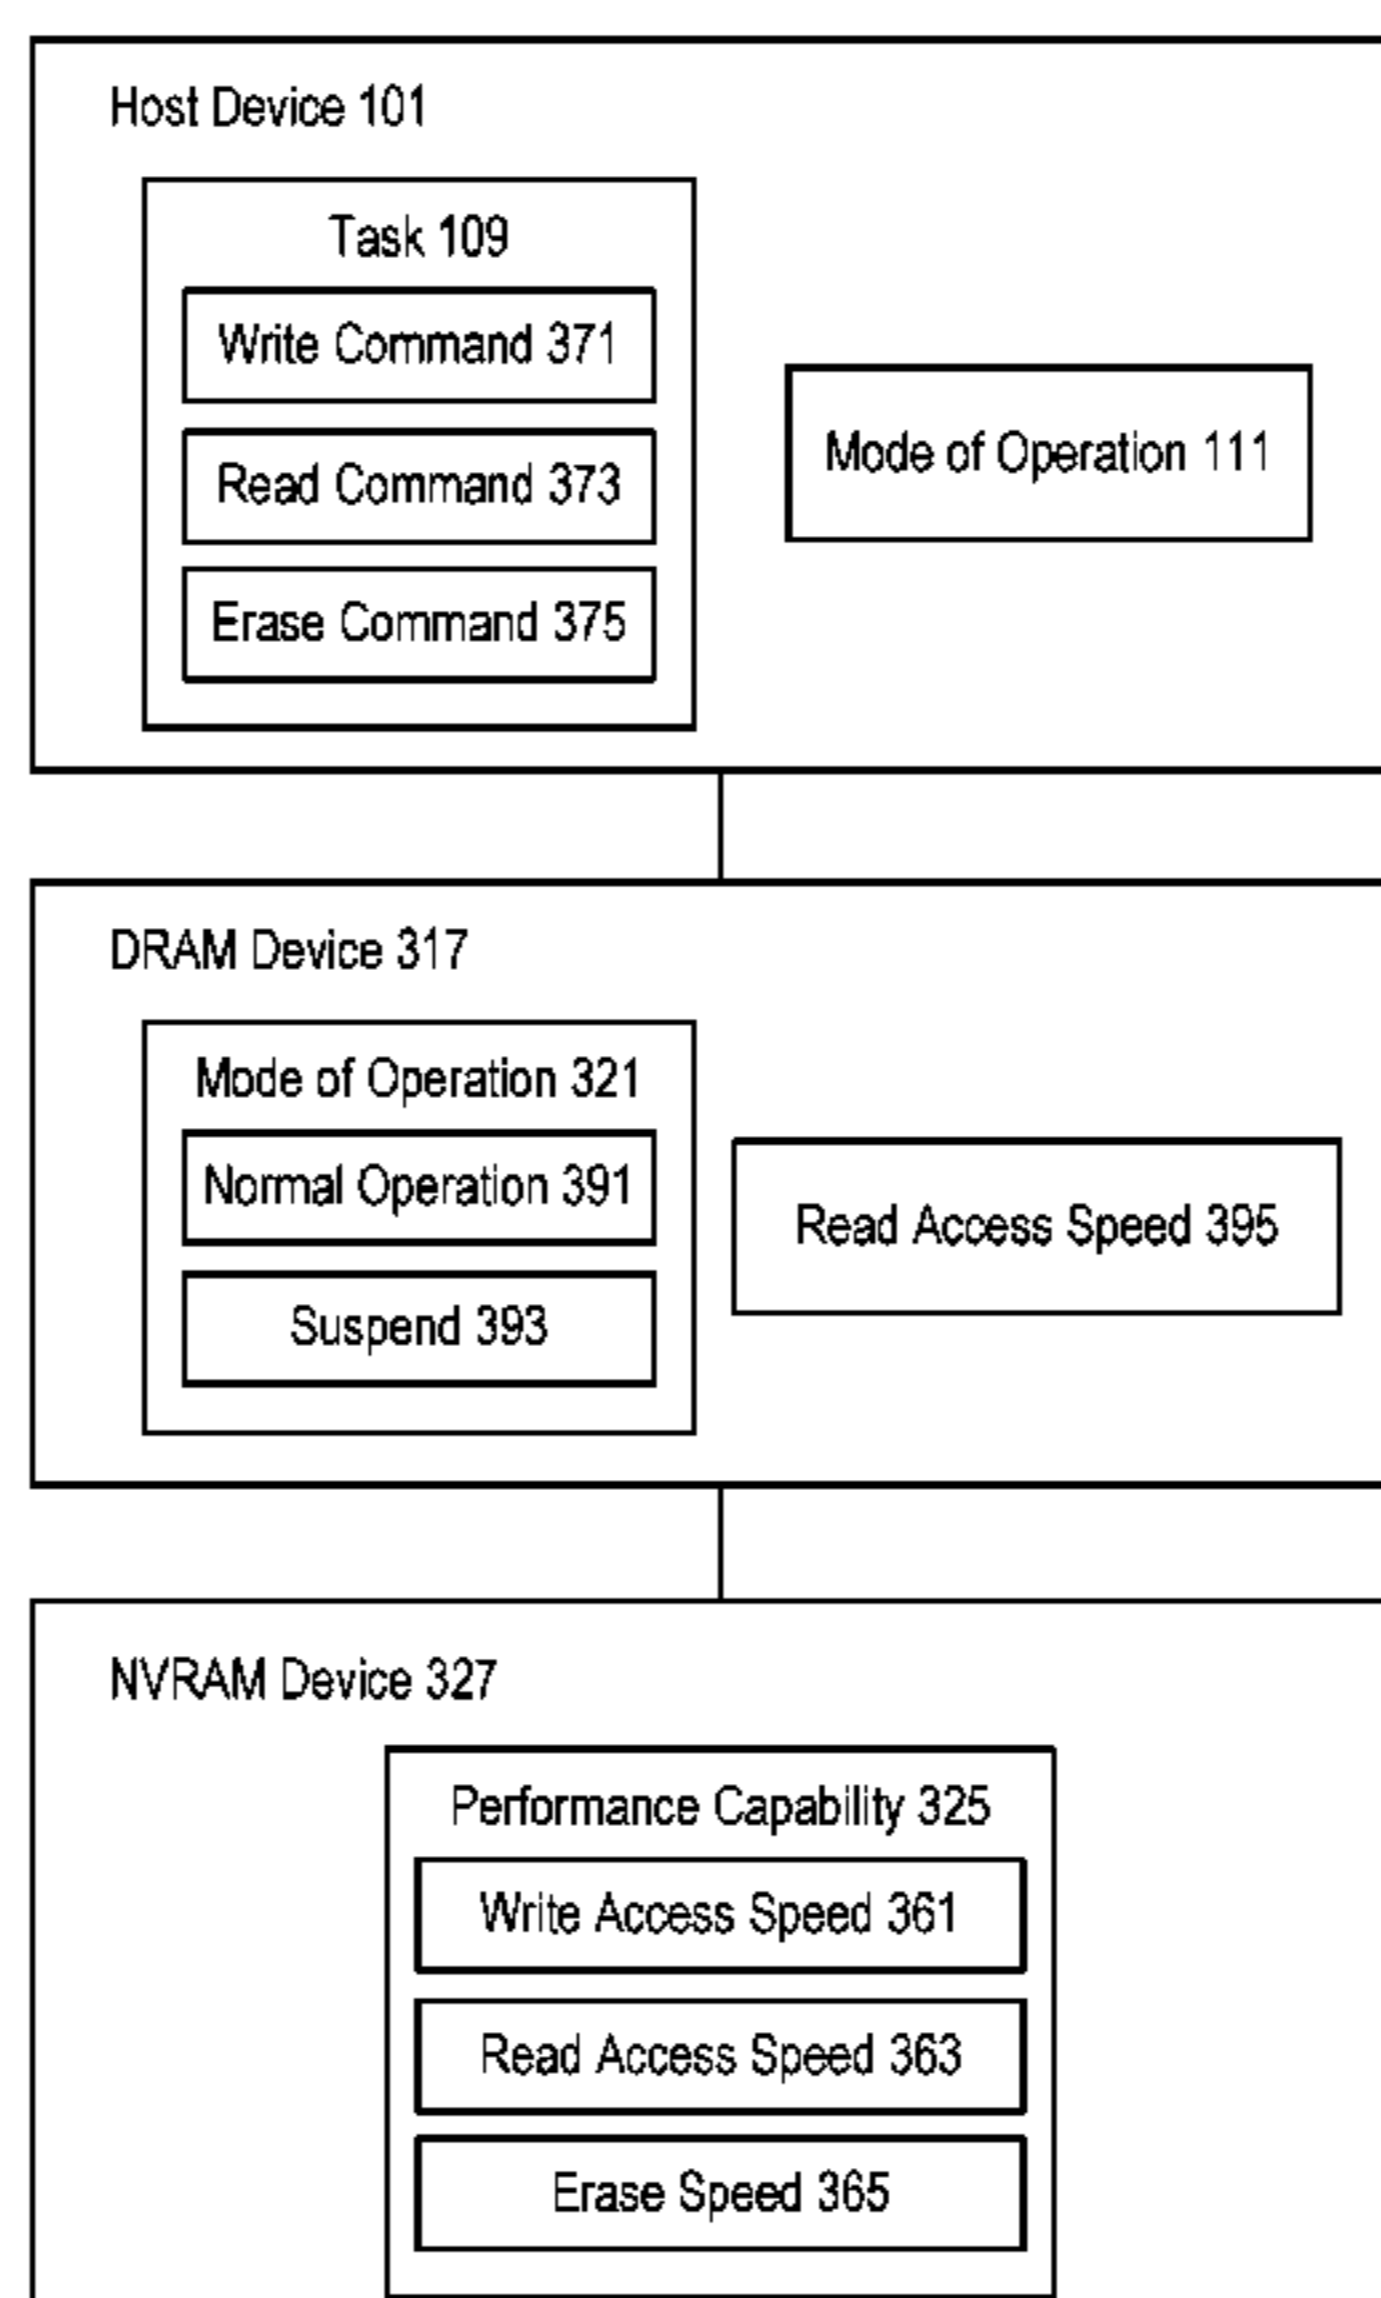 Host Device 101
Task 109
Write Command 371
Read Command 373
Erase Command 375
Mode of Operation 111
DRAM Device 317
Mode of Operation 321
Normal Operation 391
Suspend 393
Read Access Speed 395
NVRAM Device 327
Performance Capability 325
Write Access Speed 361
Read Access Speed 363
Erase Speed 365